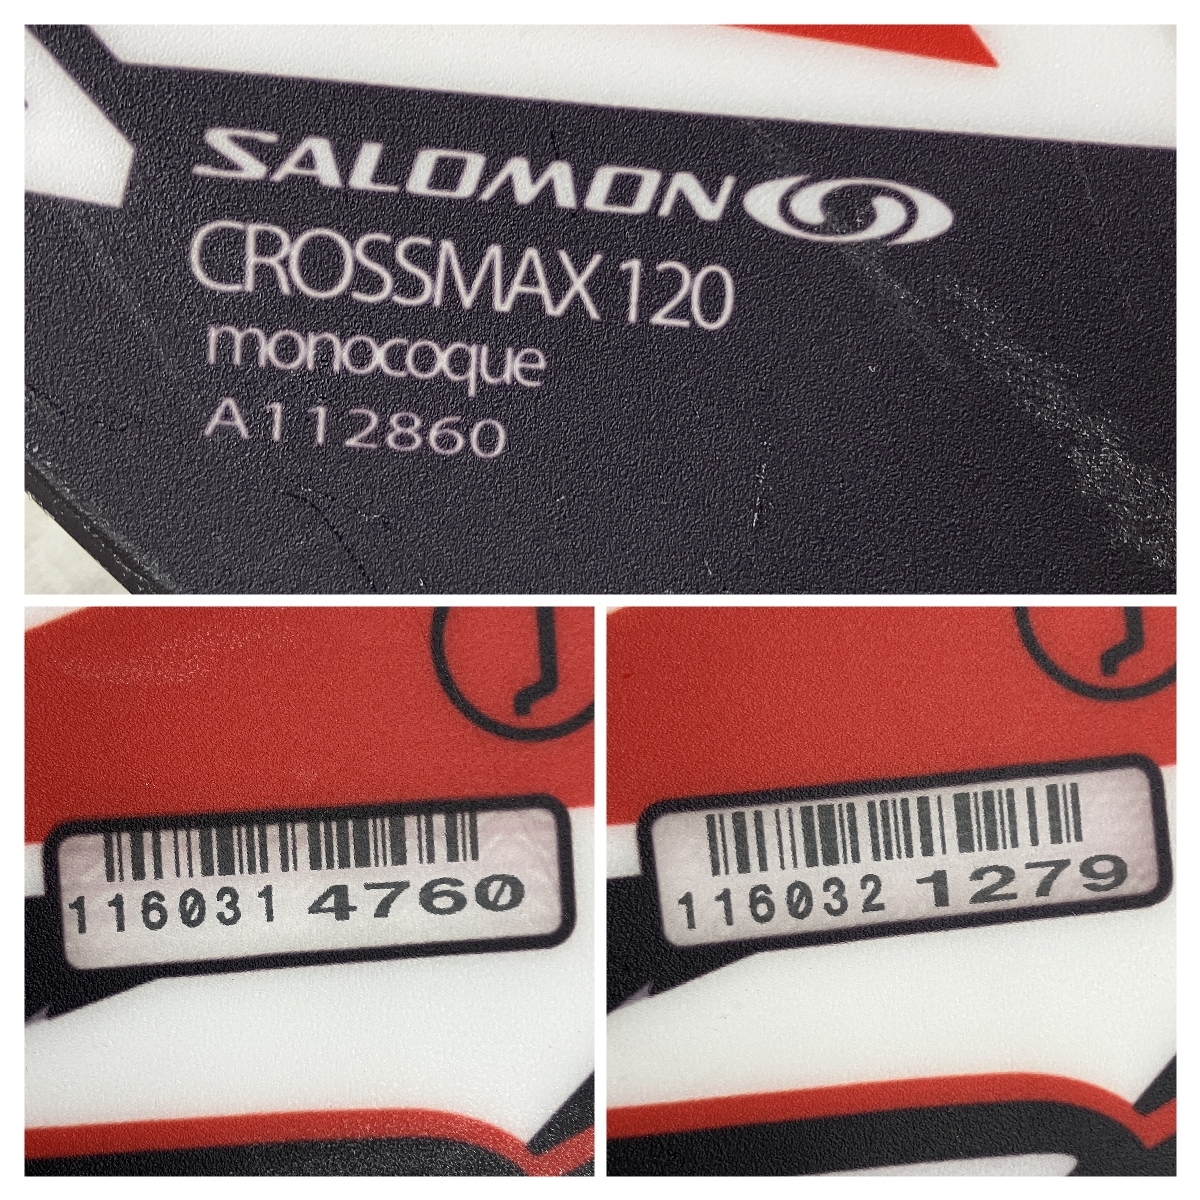 SALOMON
CROSSMAX 120
monocoque
A112860
116031 4760
116032 1279